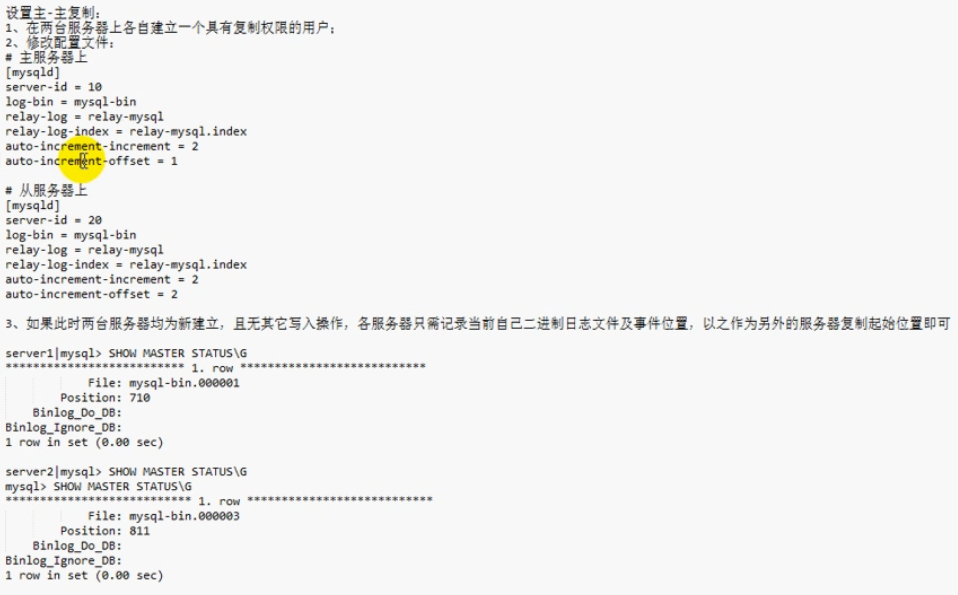 设置主-主复制:
1、在两台服务器上各自建立一个具有复制权限的用户;
2、修改配置文件:
# 主服务器上
[mysqld]
server-id = 10
log-bin = mysql-bin
relay-log = relay-mysql
relay-log-index = relay-mysql.index
auto-increment-increment = 2
auto-increment-offset = 1
# 从服务器上
[mysqld]
server-id = 20
log-bin = mysql-bin
relay-log = relay-mysql
relay-log-index = relay-mysql.index
auto-increment-increment = 2
auto-increment-offset = 2
3、如果此时两台服务器均为新建立，且无其它写入操作，各服务器只需记录当前自己二进制日志文件及事件位置，以之作为另外的服务器复制起始位置即可
server1|mysql> SHOW MASTER STATUS\G
*************************** 1. row ***************************
File: mysql-bin.000001
Position: 710
Binlog_Do_DB:
Binlog_Ignore_DB:
1 row in set (0.00 sec)
server2|mysql> SHOW MASTER STATUS\G
mysql> SHOW MASTER STATUS\G
*************************** 1. row ***************************
File: mysql-bin.000003
Position: 811
Binlog_Do_DB:
Binlog_Ignore_DB:
1 row in set (0.00 sec)